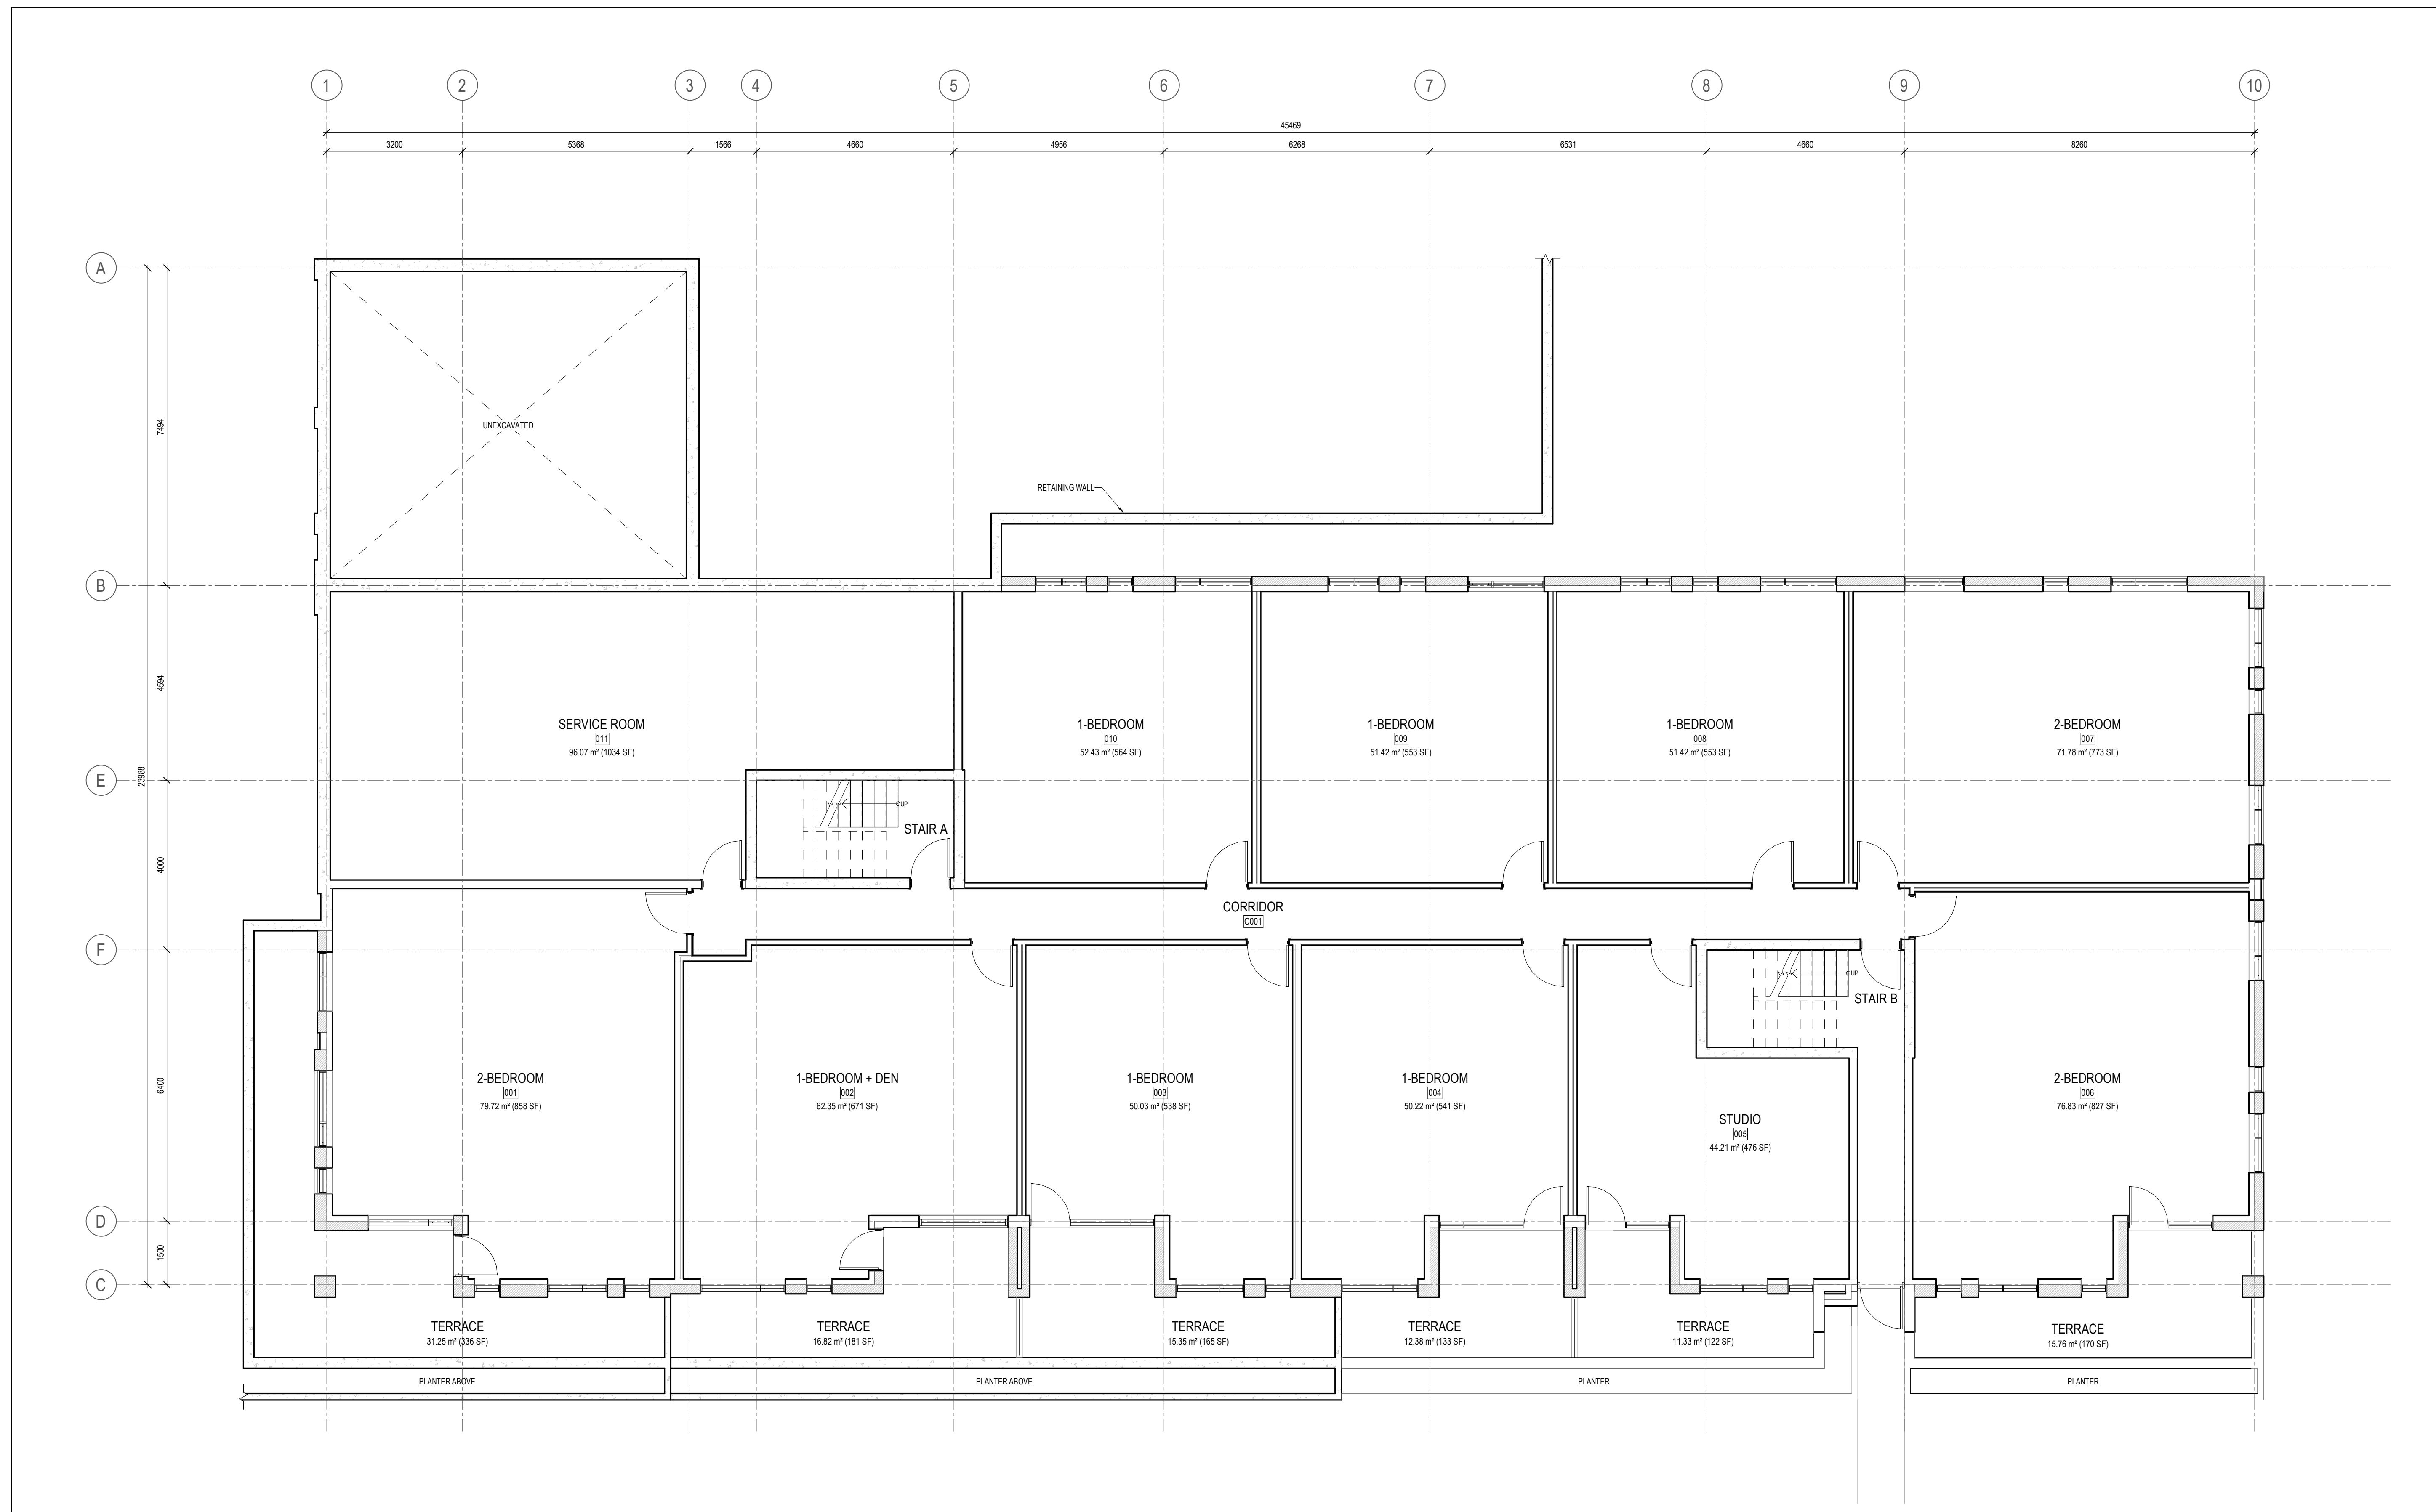 1
2
3
4
5
6
7
8
9
10
45469
3200
5368
1566
4660
4956
6268
6531
4660
8260
A
B
E
F
D
C
7494
4594
23988
4000
6400
1500
UNEXCAVATED
RETAINING WALL
SERVICE ROOM
011
96.07 m² (1034 SF)
1-BEDROOM
010
52.43 m² (564 SF)
1-BEDROOM
009
51.42 m² (553 SF)
1-BEDROOM
008
51.42 m² (553 SF)
2-BEDROOM
007
71.78 m² (773 SF)
UP
STAIR A
CORRIDOR
C001
UP
STAIR B
2-BEDROOM
001
79.72 m² (858 SF)
1-BEDROOM + DEN
002
62.35 m² (671 SF)
1-BEDROOM
003
50.03 m² (538 SF)
1-BEDROOM
004
50.22 m² (541 SF)
STUDIO
005
44.21 m² (476 SF)
2-BEDROOM
006
76.83 m² (827 SF)
TERRACE
31.25 m² (336 SF)
TERRACE
16.82 m² (181 SF)
TERRACE
15.35 m² (165 SF)
TERRACE
12.38 m² (133 SF)
TERRACE
11.33 m² (122 SF)
TERRACE
15.76 m² (170 SF)
PLANTER ABOVE
PLANTER ABOVE
PLANTER
PLANTER